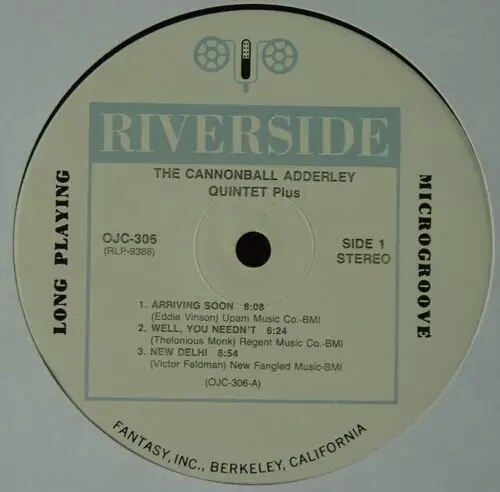 RIVERSIDE
THE CANNONBALL ADDERLEY
QUINTET Plus
OJC-306
(RLP-9388)
SIDE 1
STEREO
LONG PLAYING
MICROGROOVE
1. ARRIVING SOON 8:08
(Eddie Vinson) Upam Music Co.-BMI
2. WELL, YOU NEEDN'T 6:24
(Thelonious Monk) Regent Music Co.-BMI
3. NEW DELHI 6:54
(Victor Feldman) New Fangled Music-BMI
(OJC-306-A)
FANTASY, INC., BERKELEY, CALIFORNIA